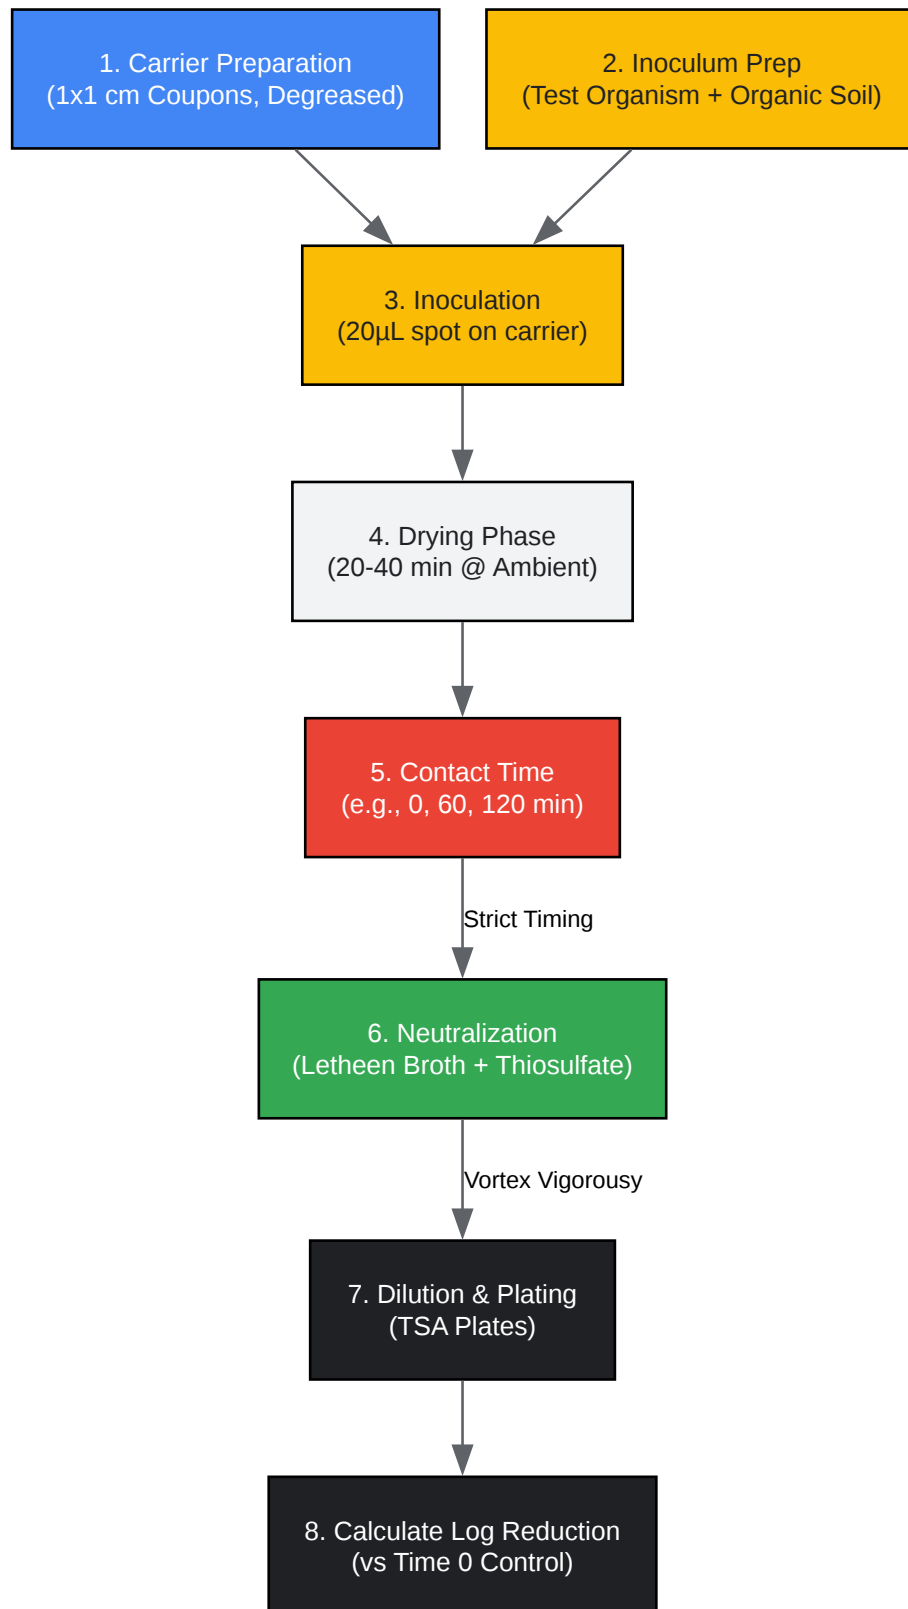 1. Carrier Preparation
(1x1 cm Coupons, Degreased)
2. Inoculum Prep
(Test Organism + Organic Soil)
3. Inoculation
(20µL spot on carrier)
4. Drying Phase
(20-40 min @ Ambient)
5. Contact Time
(e.g., 0, 60, 120 min)
Strict Timing
6. Neutralization
(Letheen Broth + Thiosulfate)
Vortex Vigorousy
7. Dilution & Plating
(TSA Plates)
8. Calculate Log Reduction
(vs Time 0 Control)